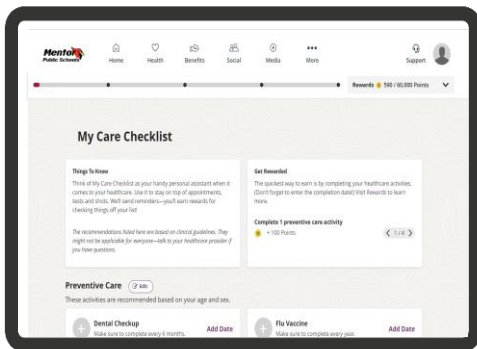 Mentor
Public Schools
Home
Health
Benefits
Social
Media
More
Support
Rewards 590 / 60,000 Points
My Care Checklist
Things To Know
Think of My Care Checklist as your handy personal assistant when it
comes to your healthcare. Use it to stay on top of appointments,
tests and shots. We'll send reminders—you'll earn rewards for
checking things off your list!
The recommendations listed here are based on clinical guidelines. They
might not be applicable for everyone—talk to your healthcare provider if
you have questions.
Get Rewarded
The quickest way to earn is by completing your healthcare activities.
(Don't forget to enter the completion date!) Visit Rewards to learn
more.
Complete 1 preventive care activity
+ 100 Points
1/4
Preventive Care Edit
These activities are recommended based on your age and sex.
Dental Checkup
Make sure to complete every 6 months.
Add Date
Flu Vaccine
Make sure to complete every year.
Add Date